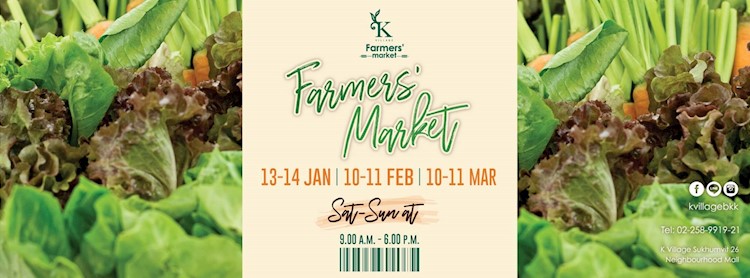 K
VILLAGE
Farmers'
market
Farmers'
Market
13-14 JAN | 10-11 FEB | 10-11 MAR
Sat-Sun at
9.00 A.M. - 6.00 P.M.
kvillagebkk
Tel: 02-258-9919-21
K Village Sukhumvit 26
Neighbourhood Mall